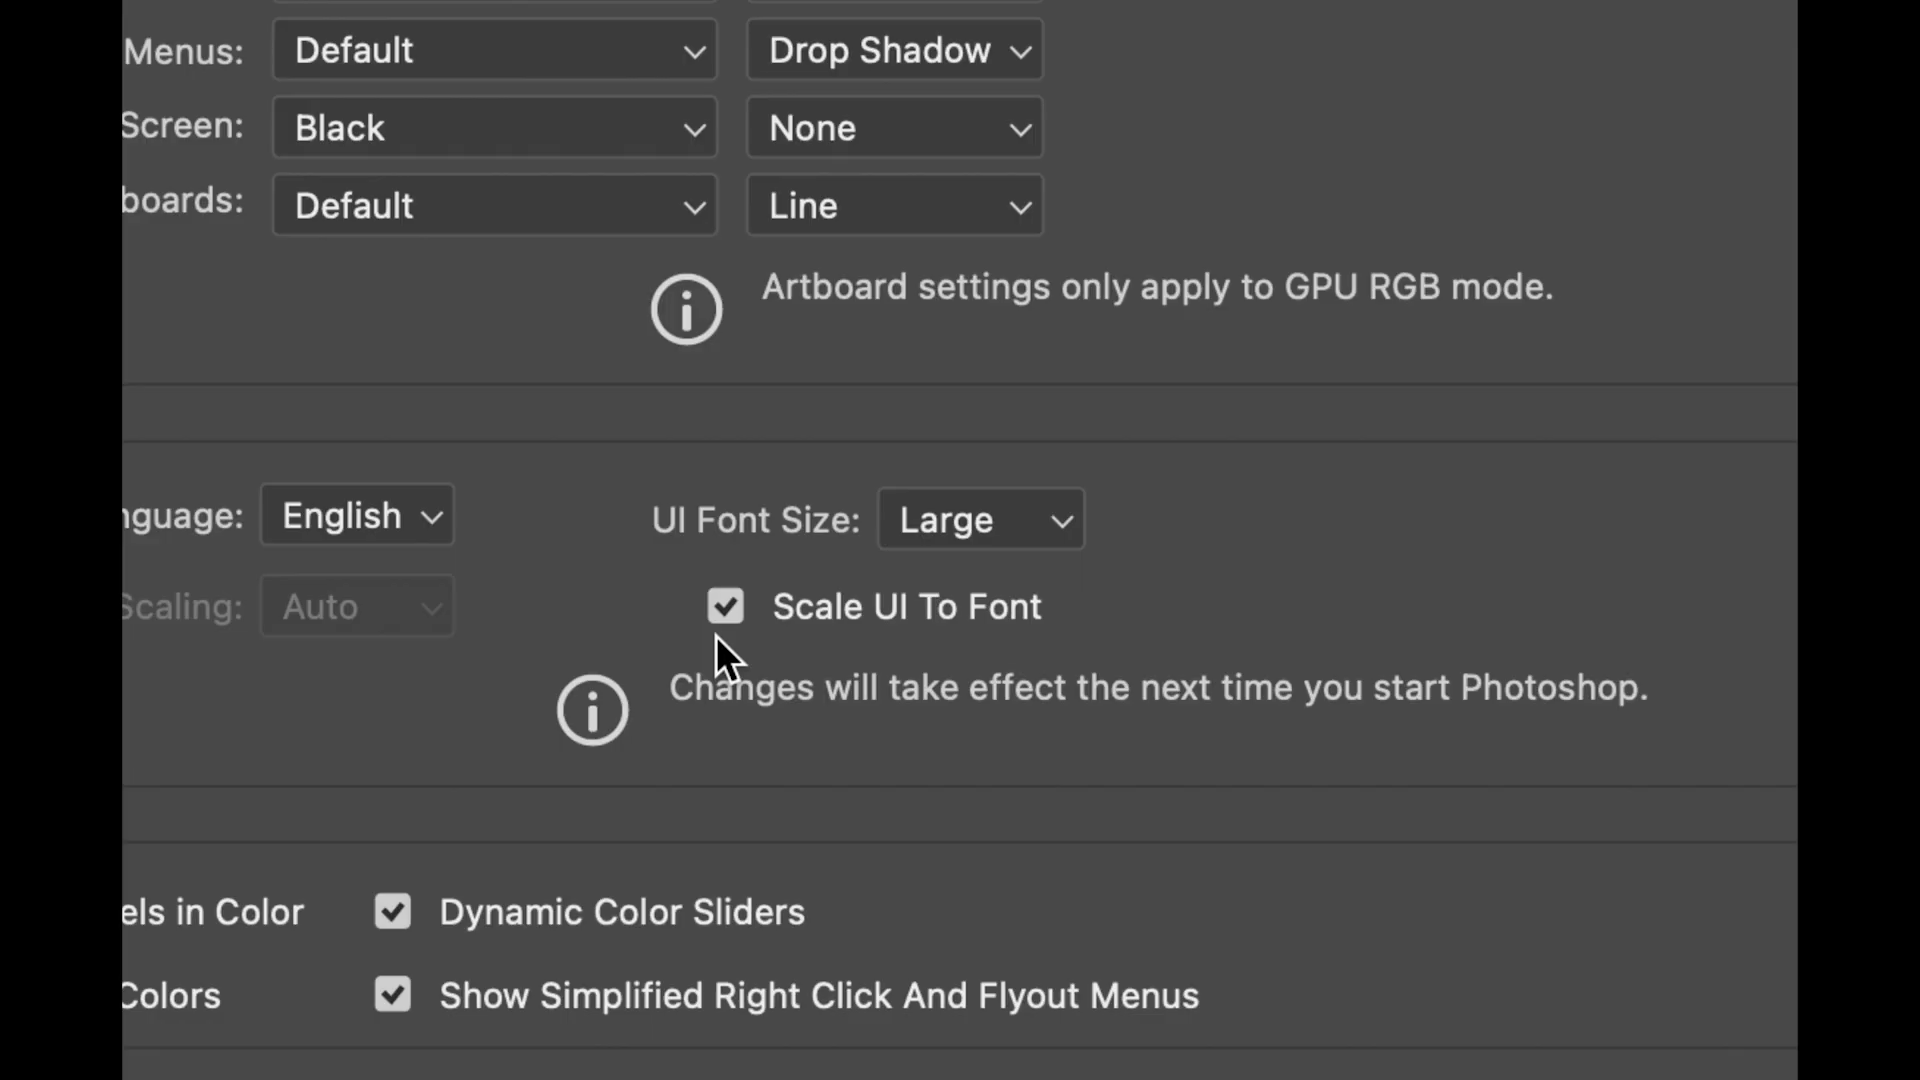 Menus: Default Drop Shadow
Screen: Black None
boards: Default Line
Artboard settings only apply to GPU RGB mode.
nguage: English UI Font Size: Large
Scaling: Auto Scale UI To Font
Changes will take effect the next time you start Photoshop.
els in Color Dynamic Color Sliders
Colors Show Simplified Right Click And Flyout Menus